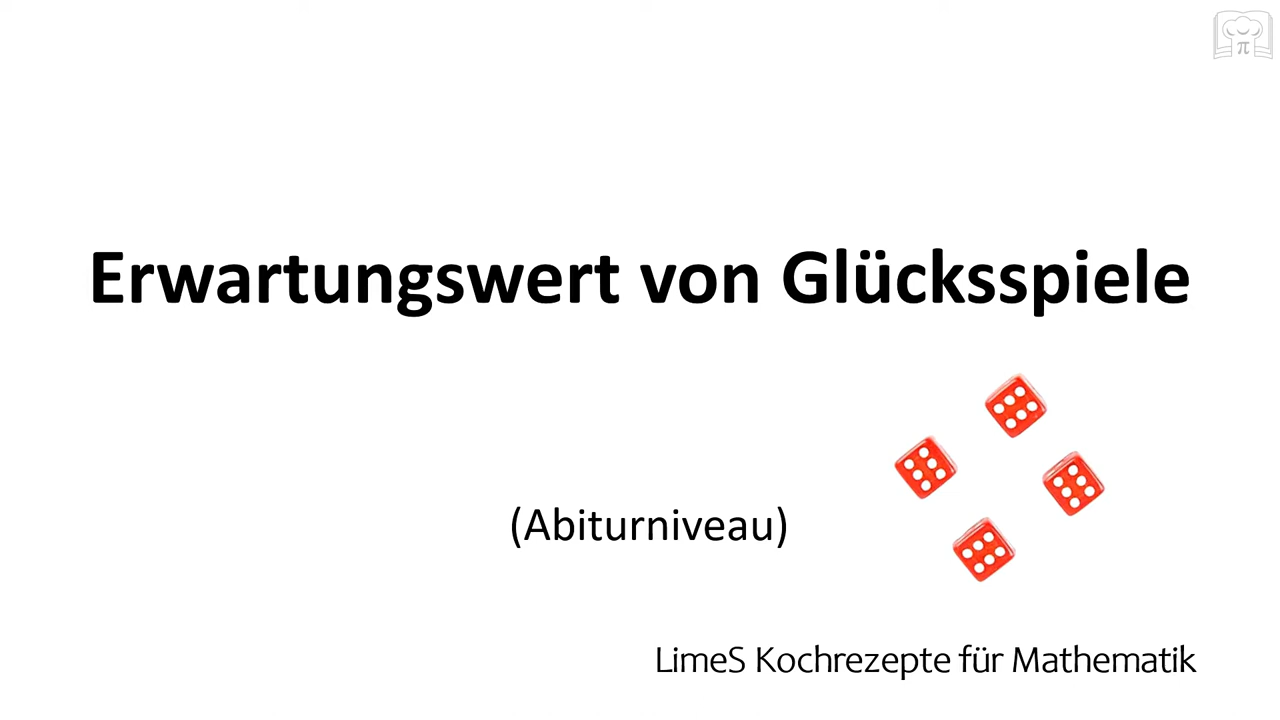 π
Erwartungswert von Glücksspiele
(Abiturniveau)
LimeS Kochrezepte für Mathematik